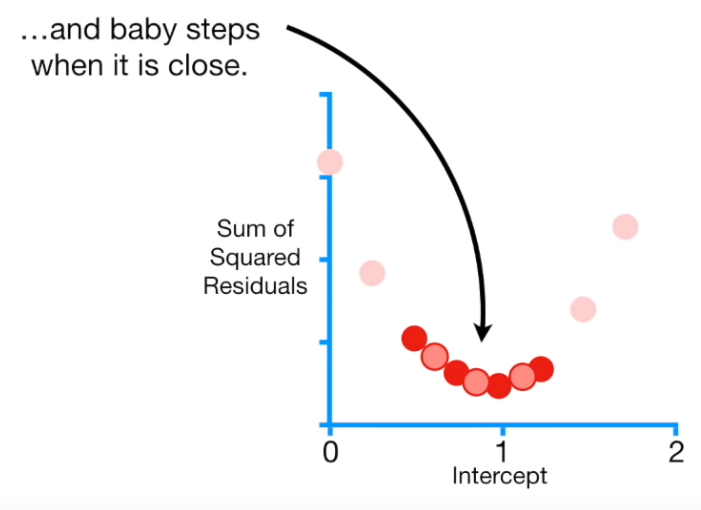 ...and baby steps
when it is close.
Sum of
Squared
Residuals
0
1
2
Intercept